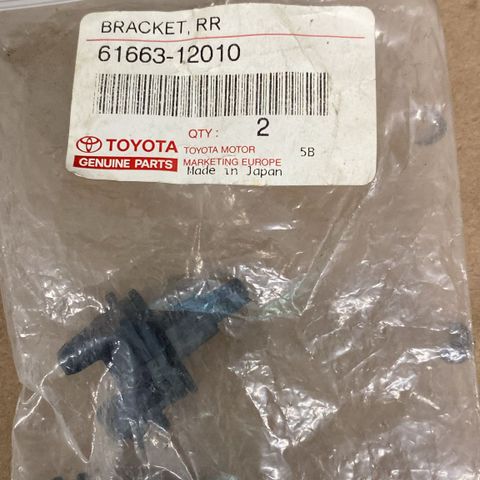 BRACKET, RR
61663-12010
QTY: 2
TOYOTA
GENUINE PARTS
TOYOTA MOTOR
MARKETING EUROPE
5B
Made in Japan